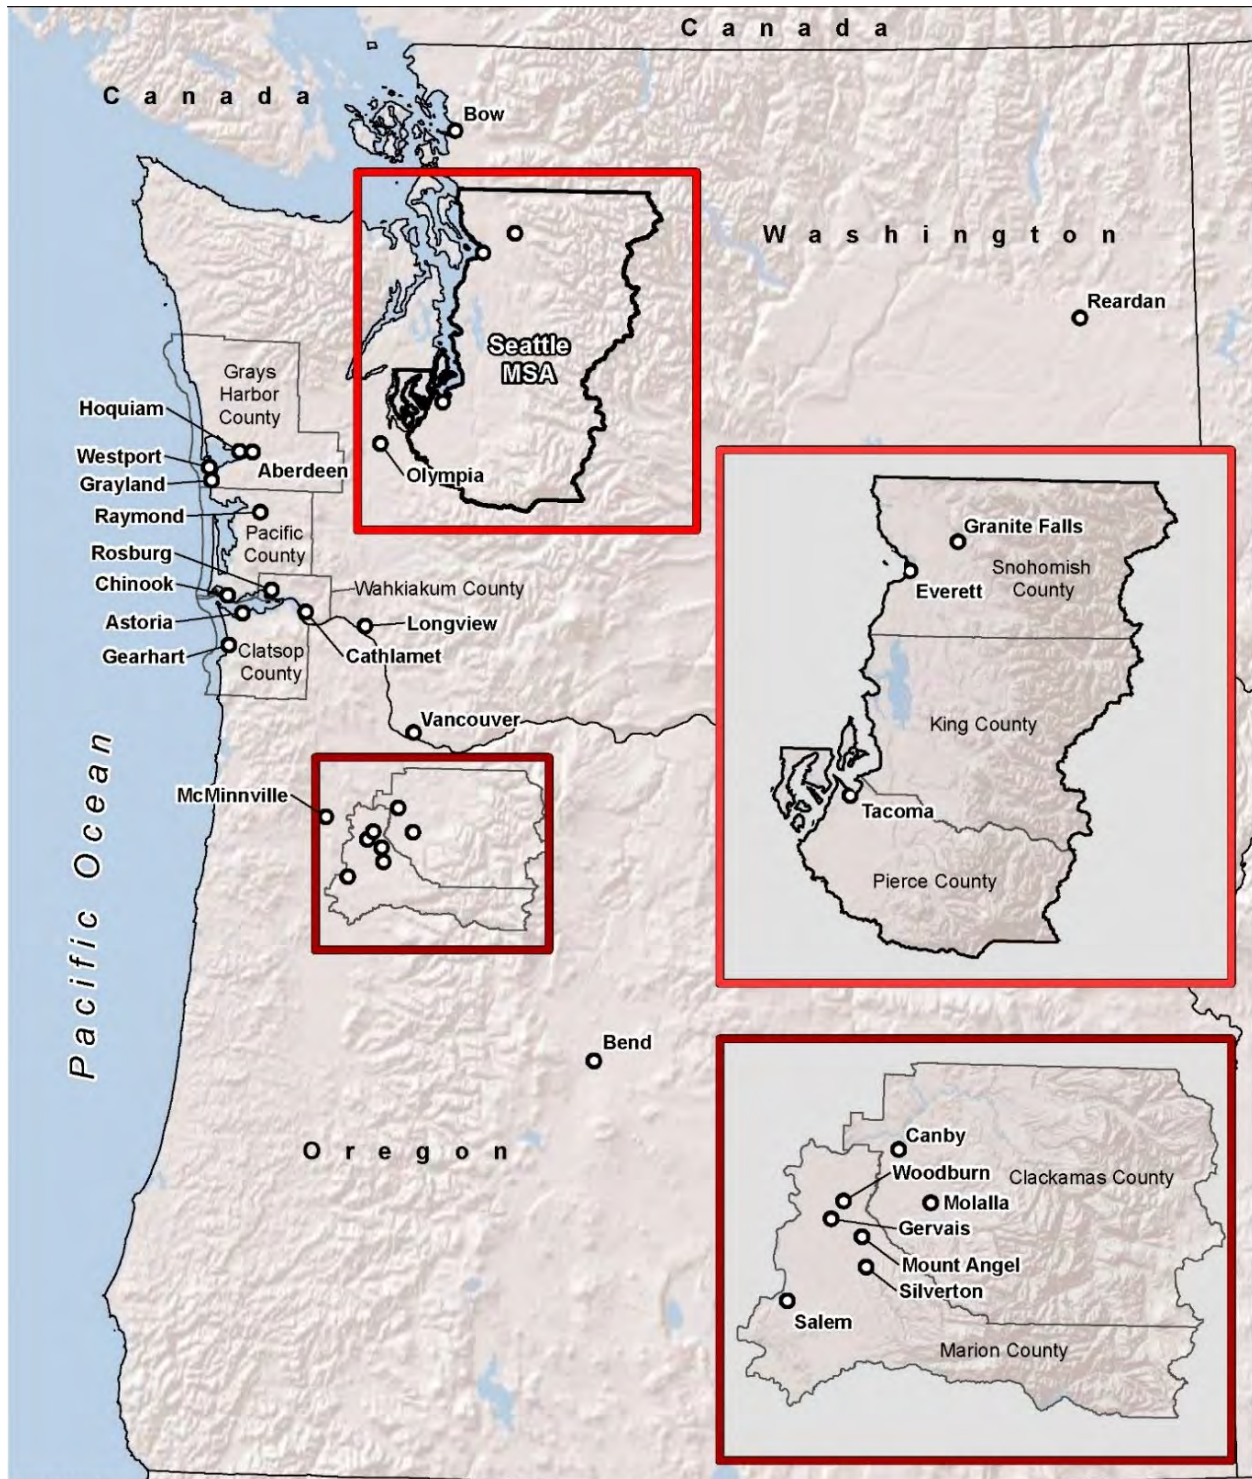 Canada
Canada
Bow
Washington
Reardan
Seattle
MSA
Grays
Harbor
County
Hoquiam
Westport
Aberdeen
Grayland
Olympia
Raymond
Pacific
County
Rosburg
Chinook
Wahkiakum County
Astoria
Longview
Gearhart
Clatsop
County
Cathlamet
Vancouver
McMinnville
Pacific Ocean
Bend
Oregon
Granite Falls
Snohomish
County
Everett
King County
Tacoma
Pierce County
Canby
Woodburn
Clackamas County
Molalla
Gervais
Mount Angel
Silverton
Salem
Marion County